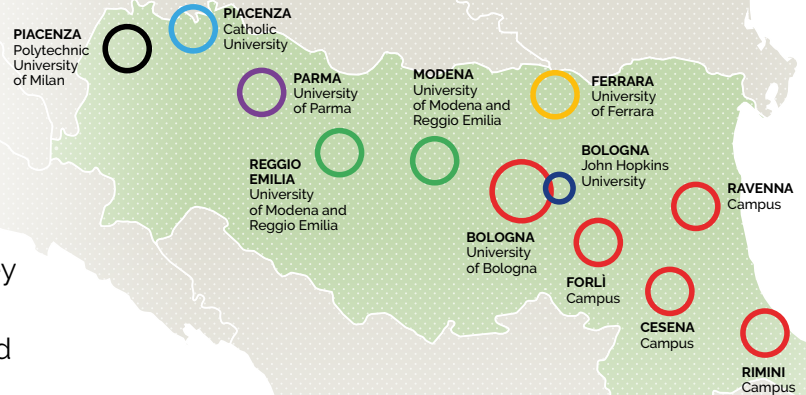 PIACENZA
Polytechnic
University
of Milan
PIACENZA
Catholic
University
PARMA
University
of Parma
MODENA
University
of Modena and
Reggio Emilia
FERRARA
University
of Ferrara
REGGIO
EMILIA
University
of Modena and
Reggio Emilia
BOLOGNA
John Hopkins
University
RAVENNA
Campus
BOLOGNA
University
of Bologna
FORLÌ
Campus
CESENA
Campus
RIMINI
Campus